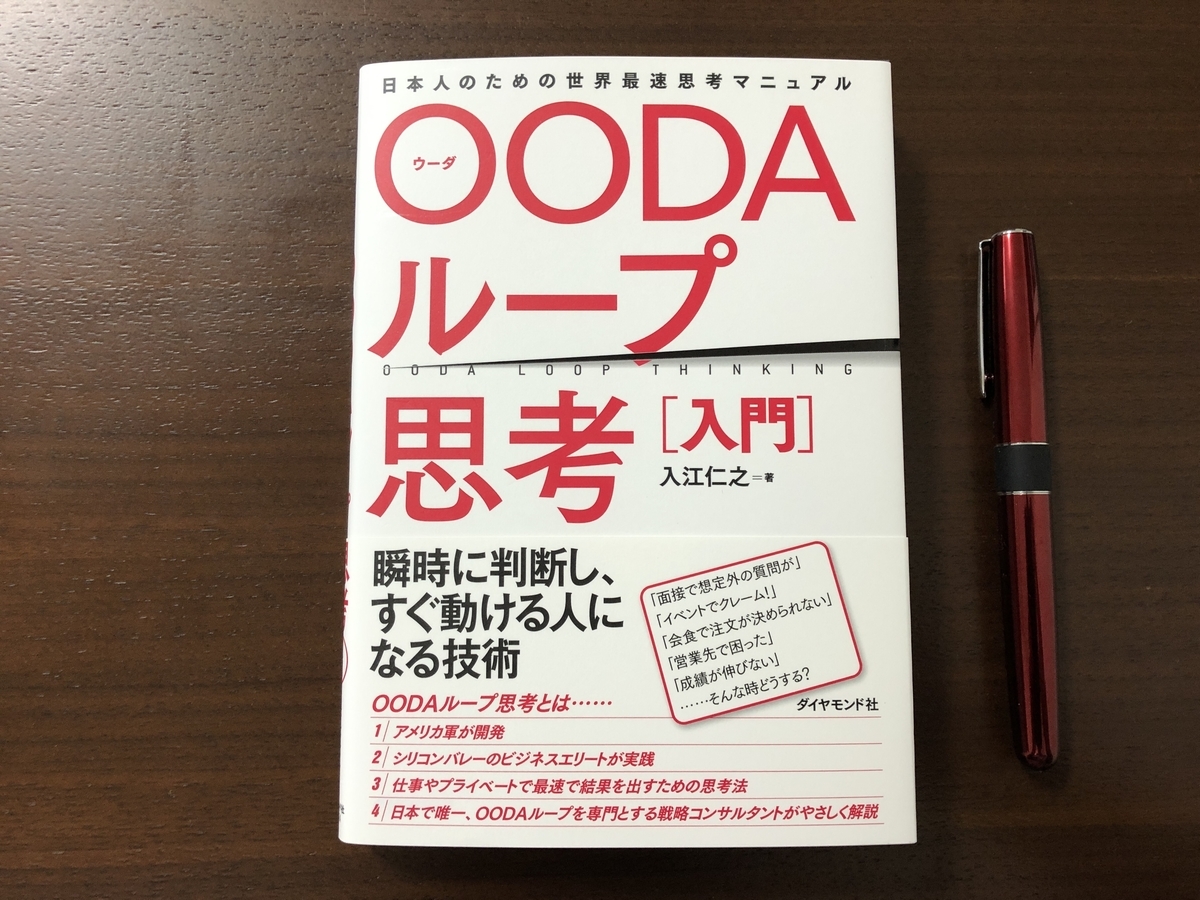 日本人のための世界最速思考マニュアル
OODA
ウーダ
ループ
OODA LOOP THINKING
思考
[入門]
入江仁之=著
瞬時に判断し、
すぐ動ける人に
なる技術
「面接で想定外の質問が」
「イベントでクレーム!」
「会食で注文が決められない」
「営業先で困った」
「成績が伸びない」
……そんな時どうする?
ダイヤモンド社
OODAループ思考とは……
1 アメリカ軍が開発
2 シリコンバレーのビジネスエリートが実践
3 仕事やプライベートで最速で結果を出すための思考法
4 日本で唯一、OODAループを専門とする戦略コンサルタントがやさしく解説